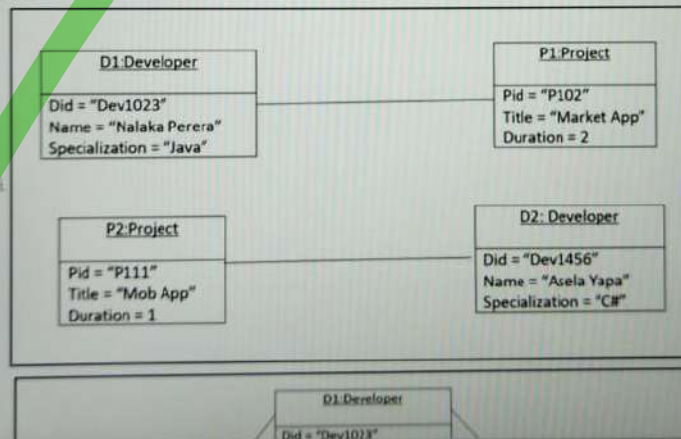 D1:Developer
Did = "Dev1023"
Name = "Nalaka Perera"
Specialization = "Java"
P1:Project
Pid = "P102"
Title = "Market App"
Duration = 2
P2:Project
Pid = "P111"
Title = "Mob App"
Duration = 1
D2: Developer
Did = "Dev1456"
Name = "Asela Yapa"
Specialization = "C#"
D1:Developer
Did = "Dev1023"